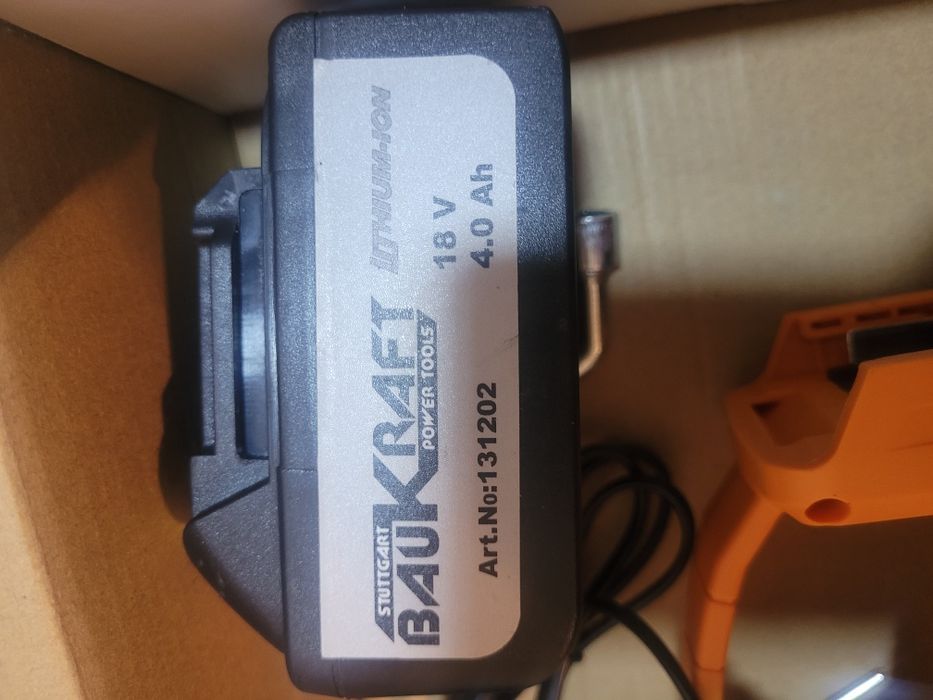 STUTTGART
BAUKRAFT
POWER TOOLS
LITHIUM-ION
18 V
4.0 Ah
Art.No:131202